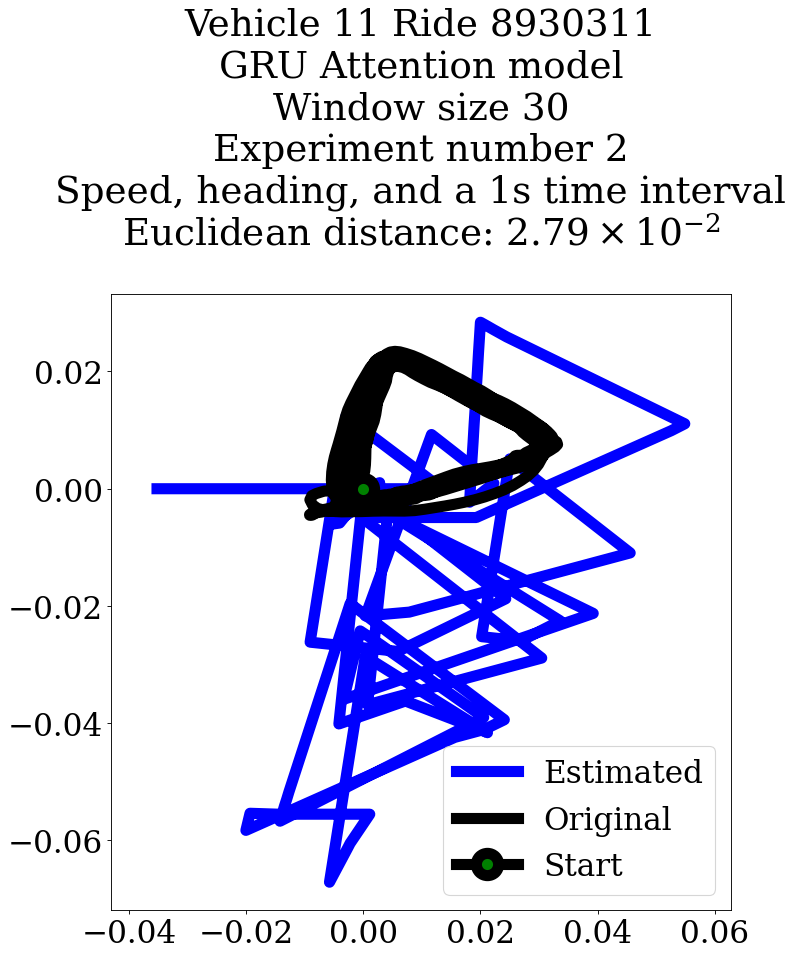 Vehicle 11 Ride 8930311
GRU Attention model
Window size 30
Experiment number 2
Speed, heading, and a 1s time interval
Euclidean distance: 2.79 × 10⁻²
0.02
0.00
−0.02
−0.04
−0.06
Estimated
Original
Start
−0.04 −0.02 0.00 0.02 0.04 0.06